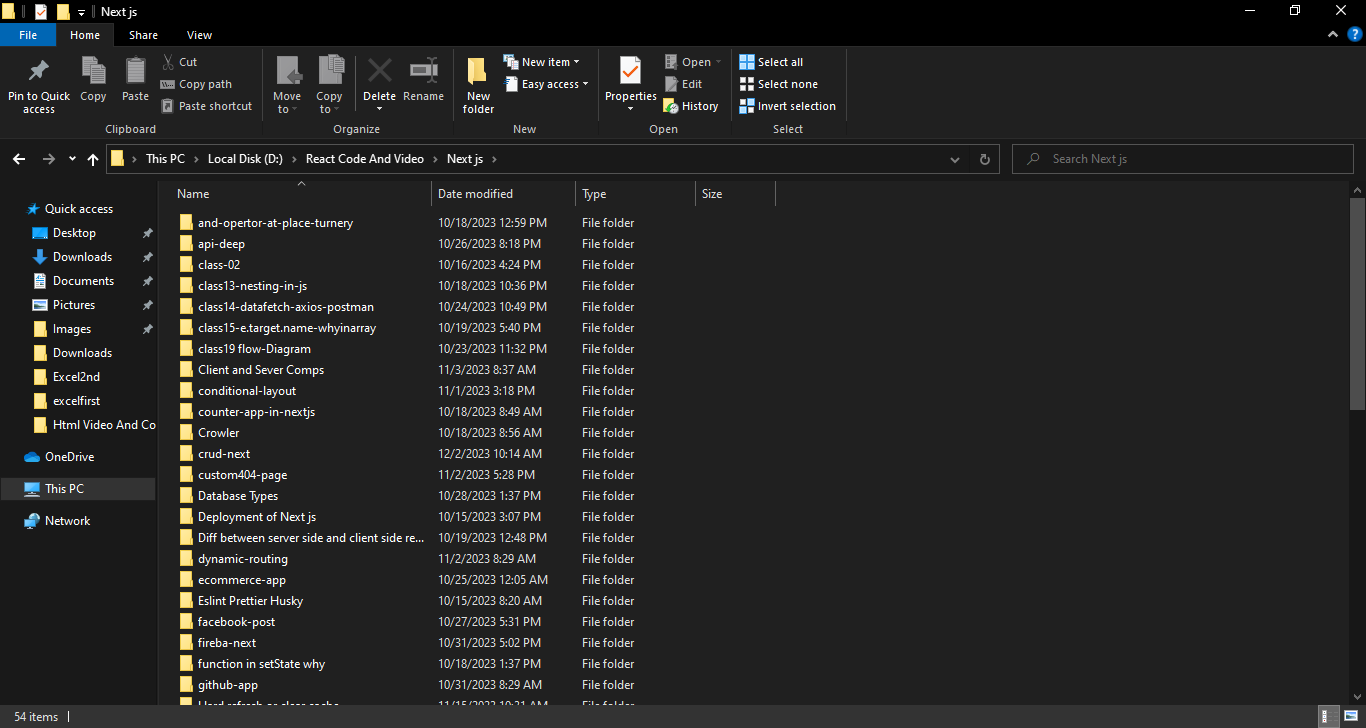 Next js
File Home Share View
Pin to Quick access
Copy
Paste
Cut
Copy path
Paste shortcut
Clipboard
Move to
Copy to
Delete
Rename
Organize
New folder
New item
Easy access
New
Properties
Open
Edit
History
Open
Select all
Select none
Invert selection
Select
This PC Local Disk (D:) React Code And Video Next js
Search Next js
Quick access
Desktop
Downloads
Documents
Pictures
Images
Downloads
Excel2nd
excelfirst
Html Video And Co
OneDrive
This PC
Network
Name Date modified Type Size
and-opertor-at-place-turnery 10/18/2023 12:59 PM File folder
api-deep 10/26/2023 8:18 PM File folder
class-02 10/16/2023 4:24 PM File folder
class13-nesting-in-js 10/18/2023 10:36 PM File folder
class14-datafetch-axios-postman 10/24/2023 10:49 PM File folder
class15-e.target.name-whyinarray 10/19/2023 5:40 PM File folder
class19 flow-Diagram 10/23/2023 11:32 PM File folder
Client and Sever Comps 11/3/2023 8:37 AM File folder
conditional-layout 11/1/2023 3:18 PM File folder
counter-app-in-nextjs 10/18/2023 8:49 AM File folder
Crowler 10/18/2023 8:56 AM File folder
crud-next 12/2/2023 10:14 AM File folder
custom404-page 11/2/2023 5:28 PM File folder
Database Types 10/28/2023 1:37 PM File folder
Deployment of Next js 10/15/2023 3:07 PM File folder
Diff between server side and client side re... 10/19/2023 12:48 PM File folder
dynamic-routing 11/2/2023 8:29 AM File folder
ecommerce-app 10/25/2023 12:05 AM File folder
Eslint Prettier Husky 10/15/2023 8:20 AM File folder
facebook-post 10/27/2023 5:31 PM File folder
fireba-next 10/31/2023 5:02 PM File folder
function in setState why 10/18/2023 1:37 PM File folder
github-app 10/31/2023 8:29 AM File folder
54 items